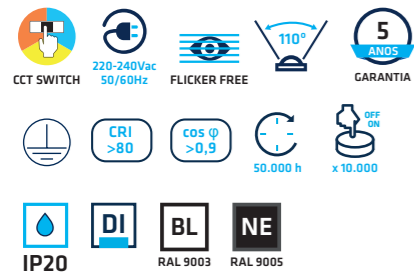 110°
5
ANOS
CCT SWITCH
220-240Vac
50/60Hz
FLICKER FREE
GARANTIA
CRI
>80
cos φ
>0,9
OFF
ON
50.000 h
x 10.000
DI
BL
NE
IP20
RAL 9003
RAL 9005